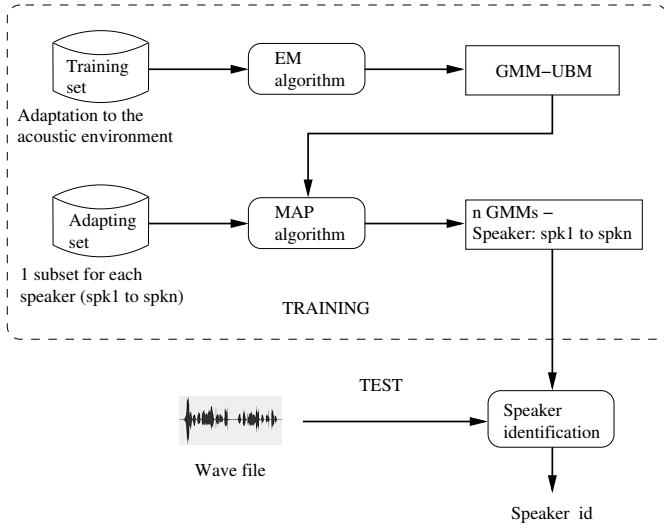 Training
set
EM
algorithm
GMM−UBM
Adaptation to the
acoustic environment
Adapting
set
MAP
algorithm
n GMMs −
Speaker: spk1 to spkn
1 subset for each
speaker (spk1 to spkn)
TRAINING
TEST
Speaker
identification
Wave file
Speaker id